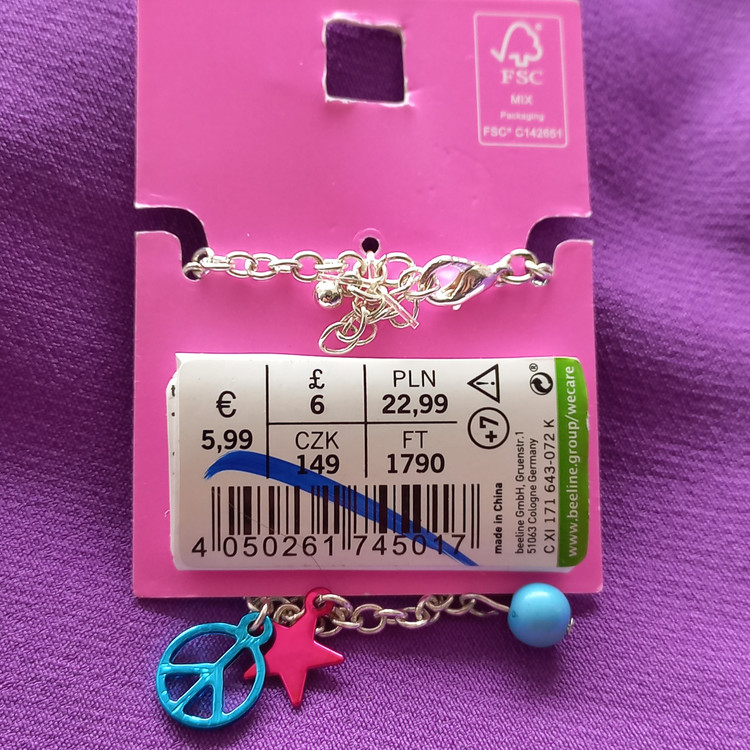 FSC
MIX
Packaging
FSC® C142651
€
5,99
£
6
PLN
22,99
CZK
149
FT
1790
+7
4 050261 745017
made in China
beeline GmbH, Gruenstr.1
51063 Cologne Germany
C XI 171 643-072 K
www.beeline.group/wecare